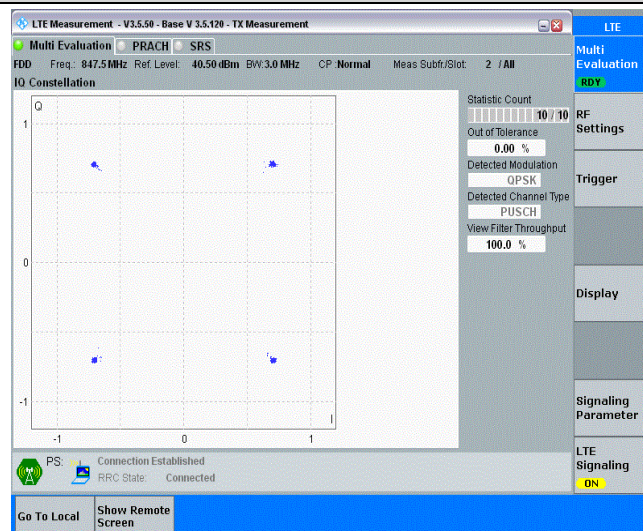 LTE Measurement - V3.5.50 - Base V 3.5.120 - TX Measurement
LTE
Multi Evaluation PRACH SRS
FDD Freq.: 847.5 MHz Ref. Level: 40.50 dBm BW: 3.0 MHz CP : Normal Meas Subfr./Slot: 2 / All
IQ Constellation
Q
1
0
-1
-1 0 1
I
Statistic Count
10 / 10
Out of Tolerance
0.00 %
Detected Modulation
QPSK
Detected Channel Type
PUSCH
View Filter Throughput
100.0 %
PS: Connection Established
RRC State: Connected
Multi
Evaluation
RDY
RF
Settings
Trigger
Display
Signaling
Parameter
LTE
Signaling
ON
Go To Local
Show Remote
Screen